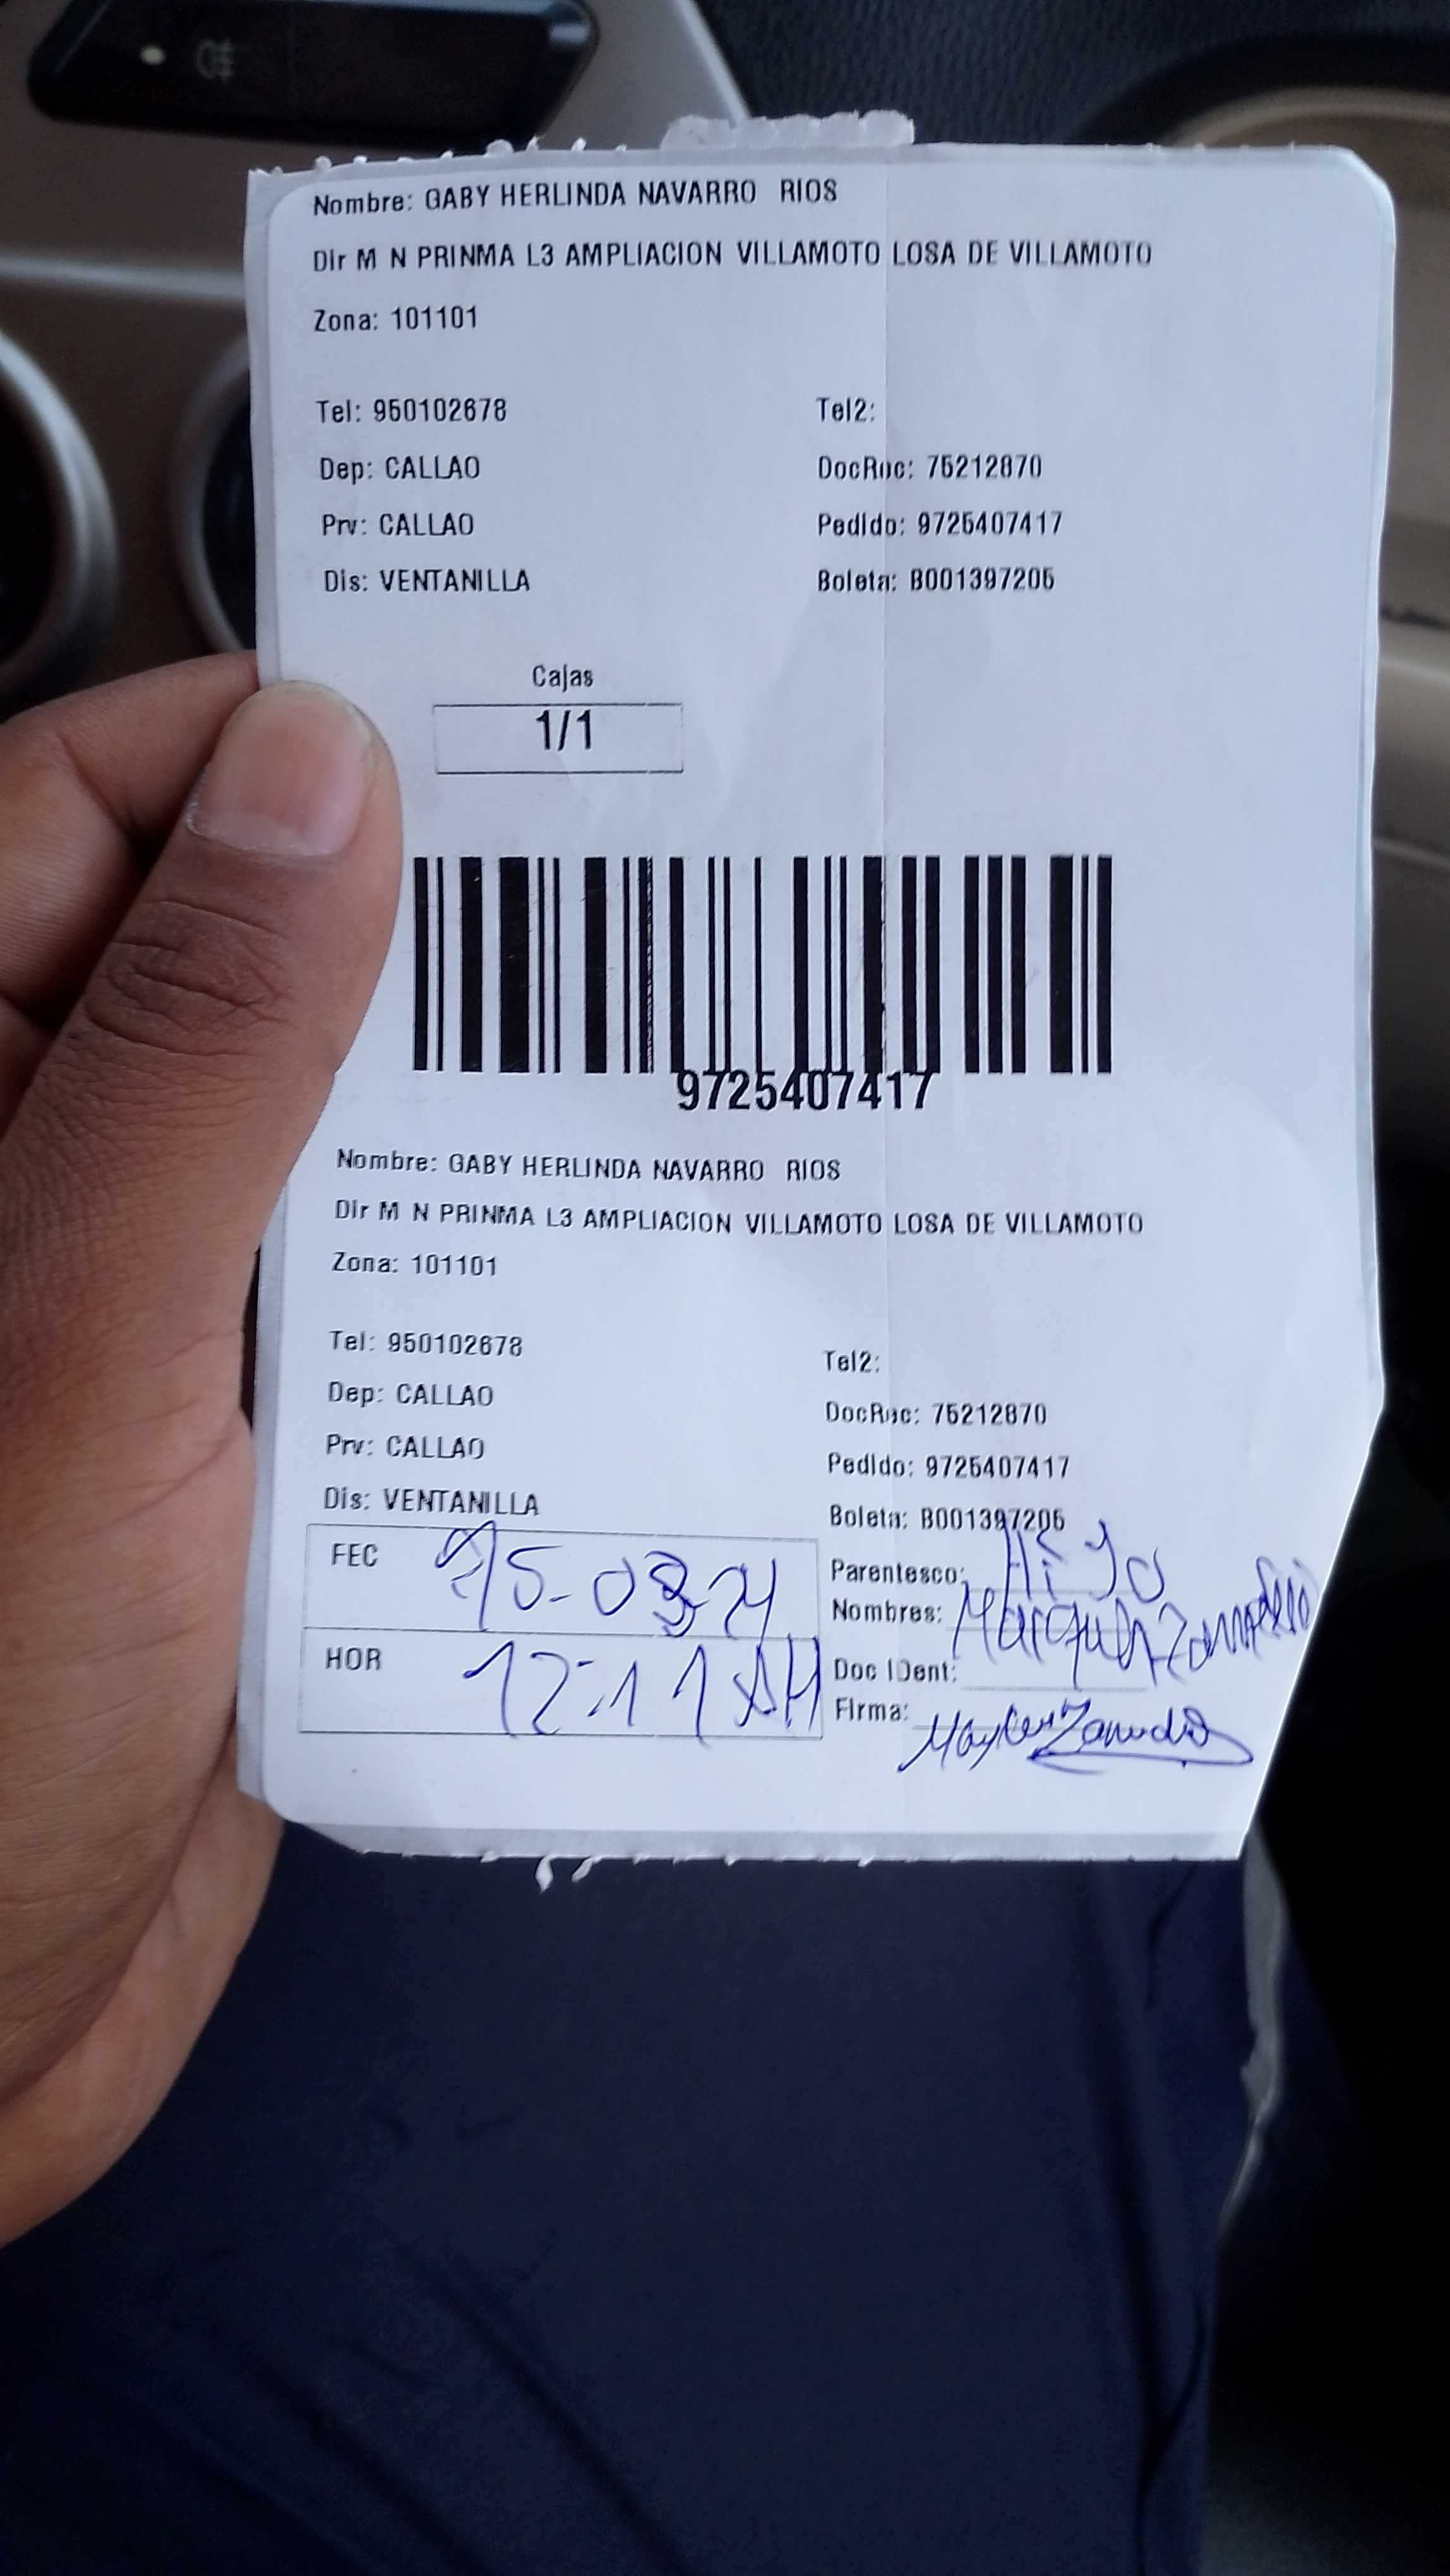 Nombre: GABY HERLINDA NAVARRO RIOS
Dir M N PRINMA L3 AMPLIACION VILLAMOTO LOSA DE VILLAMOTO
Zona: 101101
Tel: 950102678 Tel2:
Dep: CALLAO DocRec: 75212870
Prv: CALLAO Pedido: 9725407417
Dis: VENTANILLA Boleta: B001397205
Cajas
1/1
9725407417
Nombre: GABY HERLINDA NAVARRO RIOS
Dir M N PRINMA L3 AMPLIACION VILLAMOTO LOSA DE VILLAMOTO
Zona: 101101
Tel: 950102678 Tel2:
Dep: CALLAO DocRec: 75212870
Prv: CALLAO Pedido: 9725407417
Dis: VENTANILLA Boleta: B001397205
FEC Parentesco: Hijo
Nombres:
HOR 12:11 Doc IDent:
Firma: